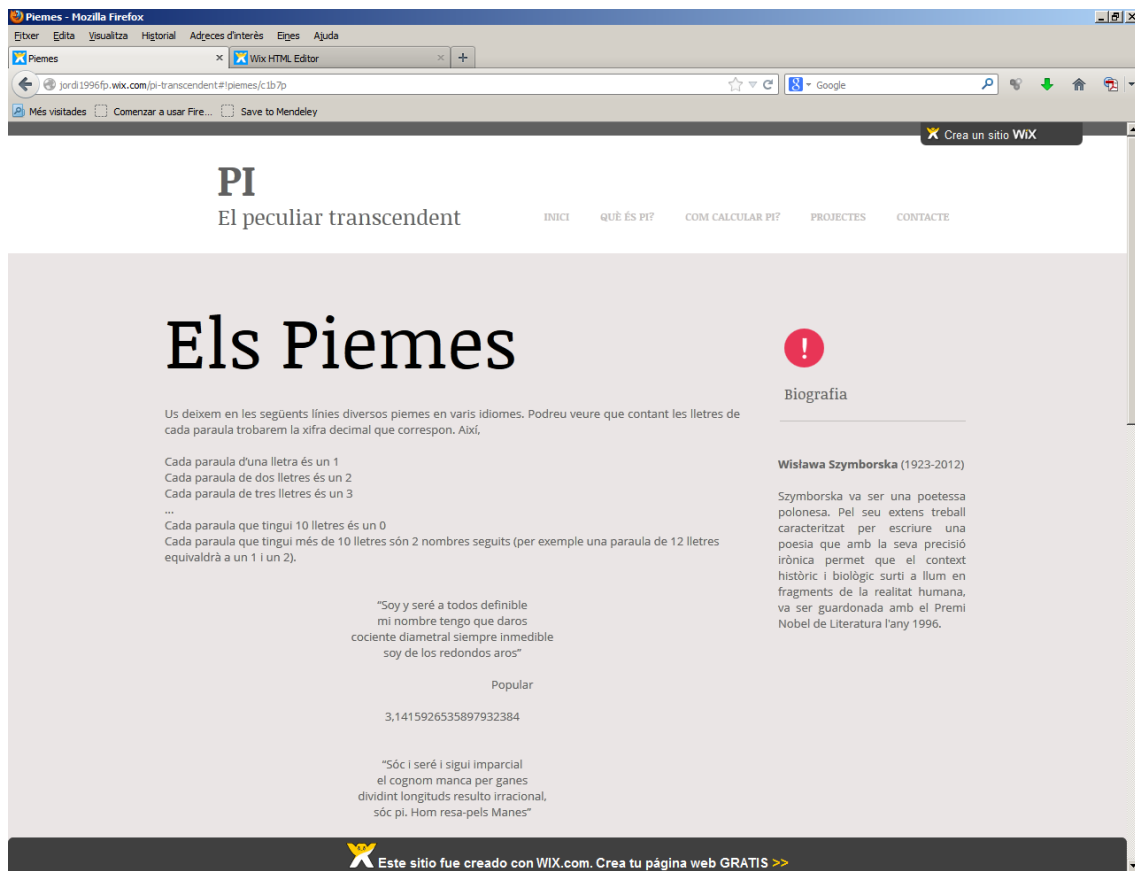 Piemes - Mozilla Firefox
Fitxer Edita Visualitza Historial Adreces d'interès Eines Ajuda
Piemes × Wix HTML Editor × +
jordi1996fp.wix.com/pi-transcendent#!piemes/c1b7p Google
Més visitades Comenzar a usar Fire... Save to Mendeley
Crea un sitio WiX
PI
El peculiar transcendent
INICI QUÈ ÉS PI? COM CALCULAR PI? PROJECTES CONTACTE
Els Piemes
Us deixem en les següents línies diversos piemes en varis idiomes. Podreu veure que contant les lletres de
cada paraula trobarem la xifra decimal que correspon. Així,
Cada paraula d'una lletra és un 1
Cada paraula de dos lletres és un 2
Cada paraula de tres lletres és un 3
...
Cada paraula que tingui 10 lletres és un 0
Cada paraula que tingui més de 10 lletres són 2 nombres seguits (per exemple una paraula de 12 lletres
equivaldrà a un 1 i un 2).
“Soy y seré a todos definible
mi nombre tengo que daros
cociente diametral siempre inmedible
soy de los redondos aros”
Popular
3,1415926535897932384
“Sóc i seré i sigui imparcial
el cognom manca per ganes
dividint longituds resulto irracional,
sóc pi. Hom resa-pels Manes”
!
Biografia
Wisława Szymborska (1923-2012)
Szymborska va ser una poetessa
polonesa. Pel seu extens treball
caracteritzat per escriure una
poesia que amb la seva precisió
irònica permet que el context
històric i biològic surti a llum en
fragments de la realitat humana,
va ser guardonada amb el Premi
Nobel de Literatura l'any 1996.
Este sitio fue creado con WIX.com. Crea tu página web GRATIS >>